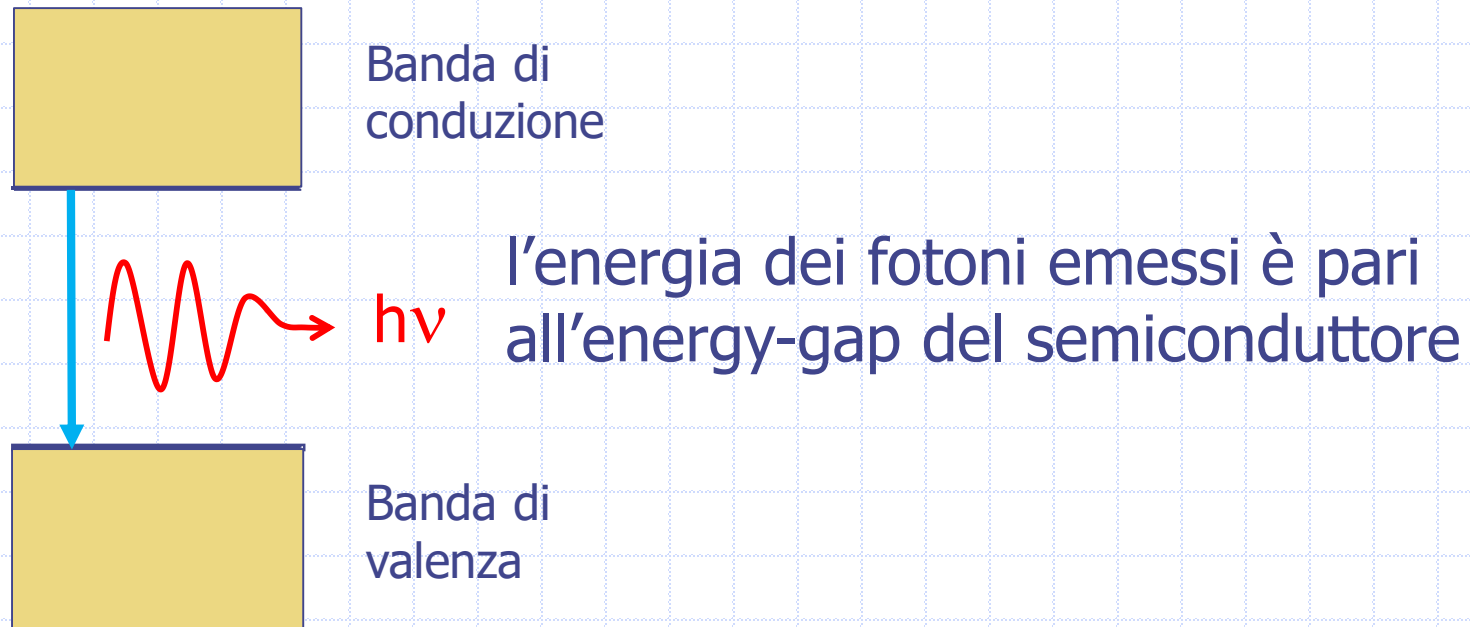 Banda di
conduzione
hν
l’energia dei fotoni emessi è pari
all’energy-gap del semiconduttore
Banda di
valenza